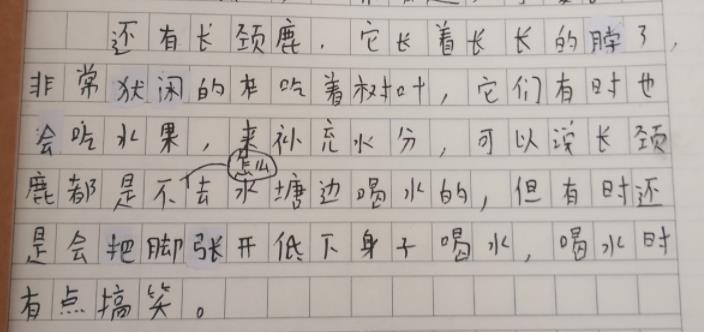 还有长颈鹿，它长着长长的脖子，
非常犹闲的在吃着树叶，它们有时也
会吃水果，来补充水分，可以说长颈
鹿都是不怎么去水塘边喝水的，但有时还
是会把脚张开低下身子喝水，喝水时
有点搞笑。